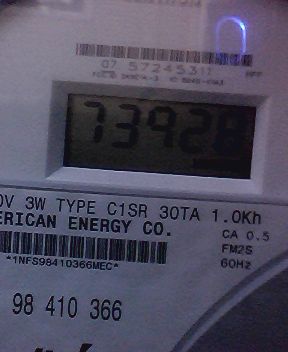 07 57245311
73928
0V 3W TYPE C1SR 30TA 1.0Kh
ERICAN ENERGY CO.
CA 0.5
FM2S
60Hz
*1NFS98410366MEC*
98 410 366